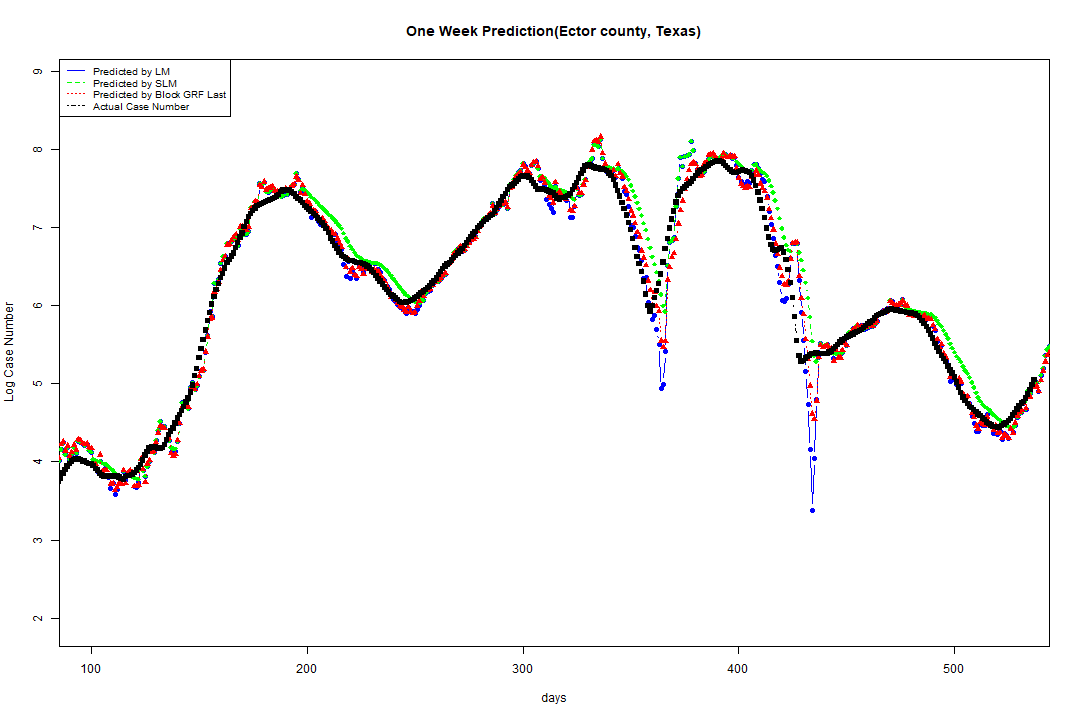 One Week Prediction(Ector county, Texas)
Predicted by LM
Predicted by SLM
Predicted by Block GRF Last
Actual Case Number
Log Case Number
9
8
7
6
5
4
3
2
100 200 300 400 500
days